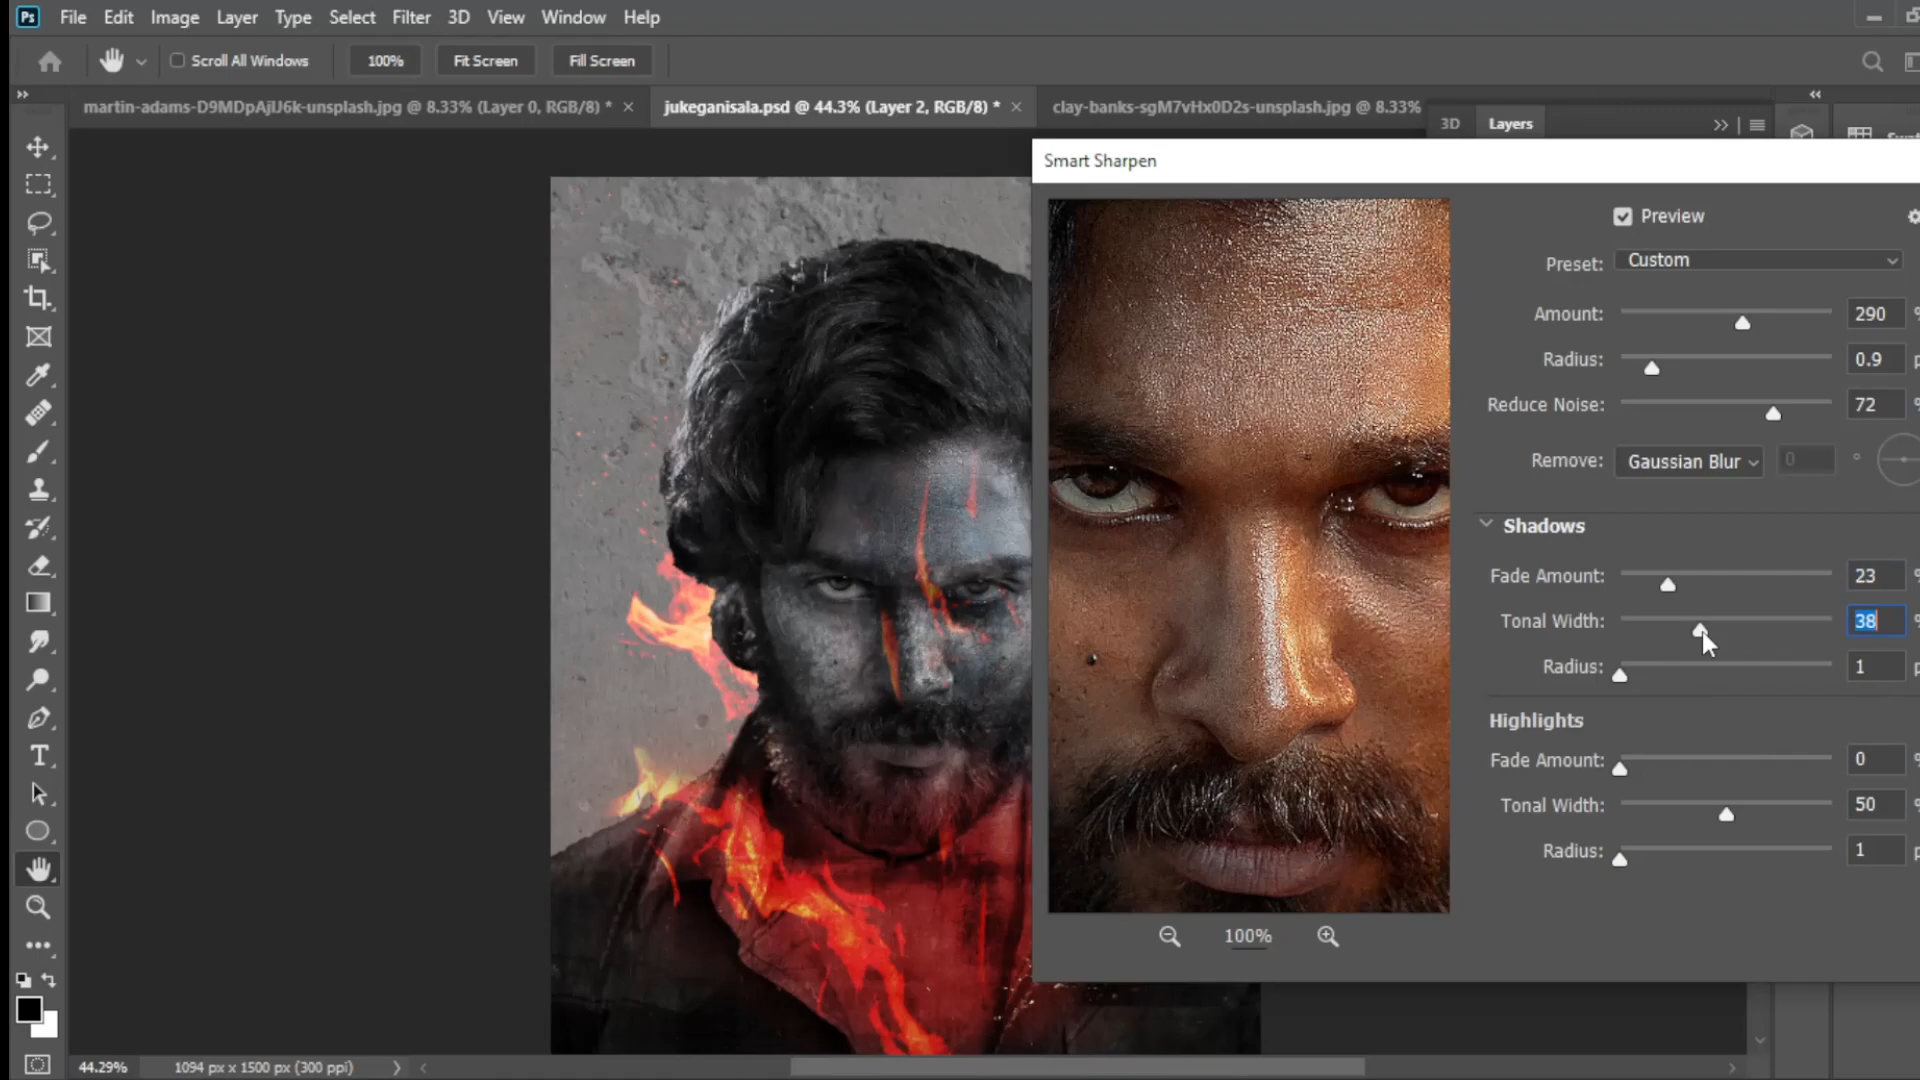 Ps File Edit Image Layer Type Select Filter 3D View Window Help
Scroll All Windows 100% Fit Screen Fill Screen
martin-adams-D9MDpAjlU6k-unsplash.jpg @ 8.33% (Layer 0, RGB/8) * × jukeganisala.psd @ 44.3% (Layer 2, RGB/8) * × clay-banks-sgM7vHx0D2s-unsplash.jpg @ 8.33%
3D Layers
Smart Sharpen
Preview
Preset: Custom
Amount: 290
Radius: 0.9
Reduce Noise: 72
Remove: Gaussian Blur 0 °
Shadows
Fade Amount: 23
Tonal Width: 38
Radius: 1
Highlights
Fade Amount: 0
Tonal Width: 50
Radius: 1
100%
44.29% 1094 px x 1500 px (300 ppi)